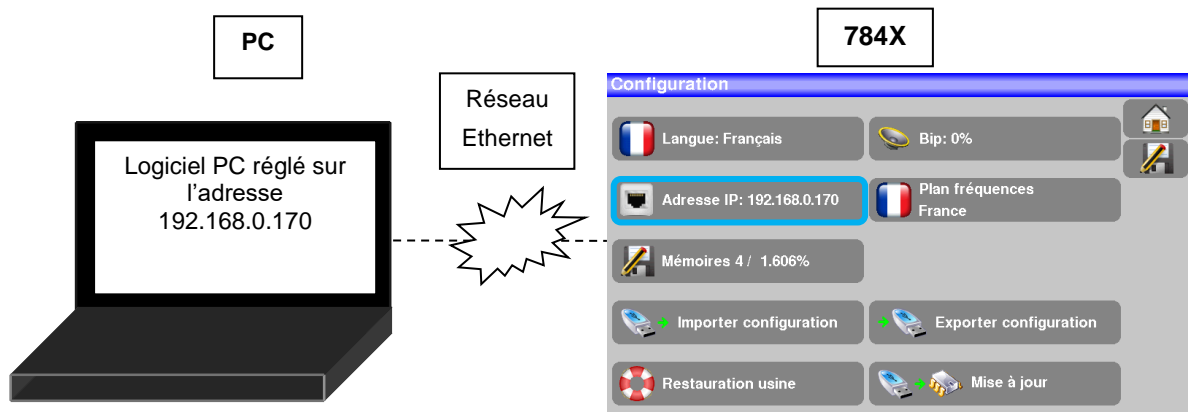 PC
784X
Réseau
Ethernet
Logiciel PC réglé sur
l'adresse
192.168.0.170
Configuration
Langue: Français
Bip: 0%
Adresse IP: 192.168.0.170
Plan fréquences
France
Mémoires 4 / 1.606%
Importer configuration
Exporter configuration
Restauration usine
Mise à jour